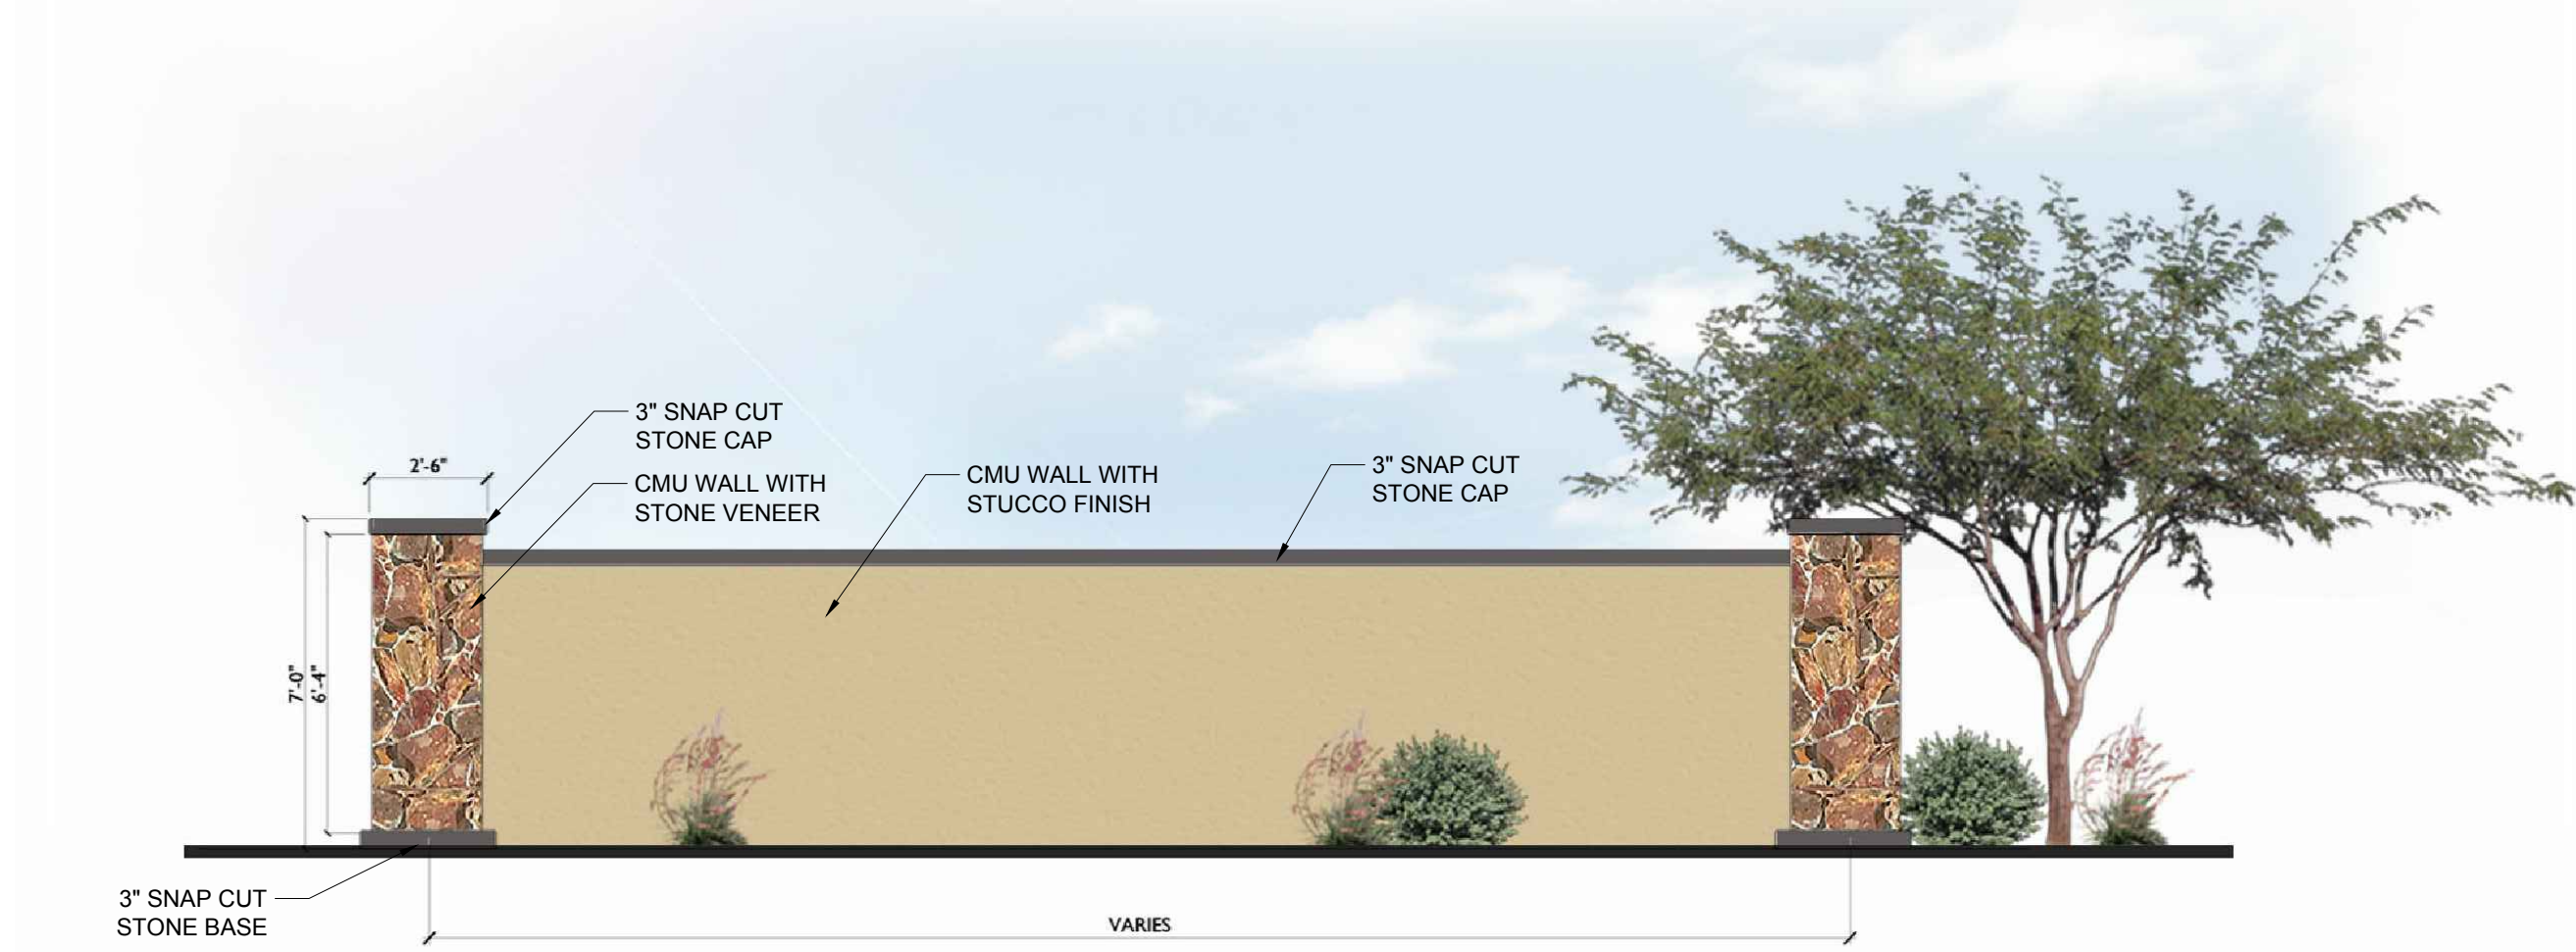 3" SNAP CUT
STONE CAP
2'-6"
CMU WALL WITH
STONE VENEER
CMU WALL WITH
STUCCO FINISH
3" SNAP CUT
STONE CAP
7'-0"
6'-4"
3" SNAP CUT
STONE BASE
VARIES